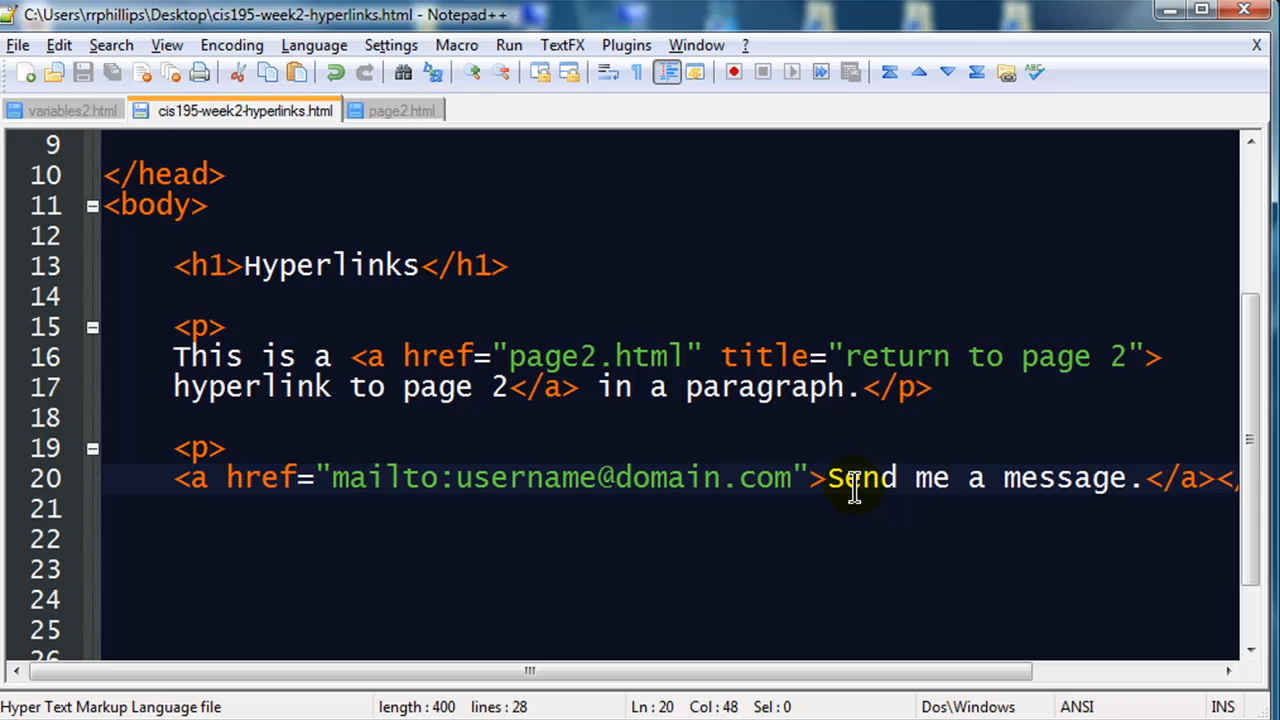 C:\Users\rrphillips\Desktop\cis195-week2-hyperlinks.html - Notepad++
File Edit Search View Encoding Language Settings Macro Run TextFX Plugins Window ? X
variables2.html cis195-week2-hyperlinks.html page2.html
9
10 </head>
11 <body>
12
13 <h1>Hyperlinks</h1>
14
15 <p>
16 This is a <a href="page2.html" title="return to page 2">
17 hyperlink to page 2</a> in a paragraph.</p>
18
19 <p>
20 <a href="mailto:username@domain.com">Send me a message.</a></
21
22
23
24
25
26
Hyper Text Markup Language file length : 400 lines : 28 Ln : 20 Col : 48 Sel : 0 Dos\Windows ANSI INS